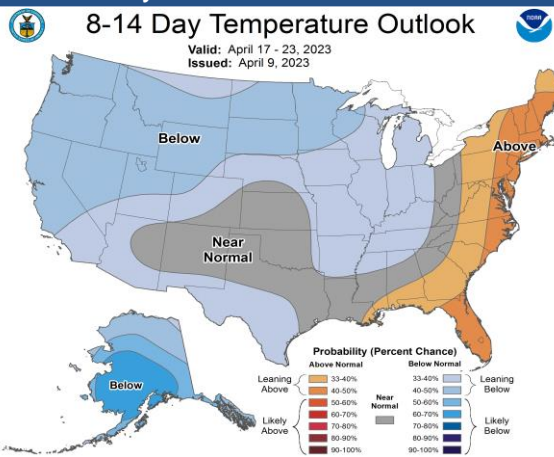 8-14 Day Temperature Outlook
NOAA
Valid: April 17 - 23, 2023
Issued: April 9, 2023
Below
Above
Near
Normal
Below
Probability (Percent Chance)
Above Normal
Below Normal
Leaning
Above
33-40%
40-50%
Likely
Above
50-60%
60-70%
70-80%
80-90%
90-100%
Near
Normal
33-40%
40-50%
Leaning
Below
50-60%
60-70%
70-80%
80-90%
90-100%
Likely
Below